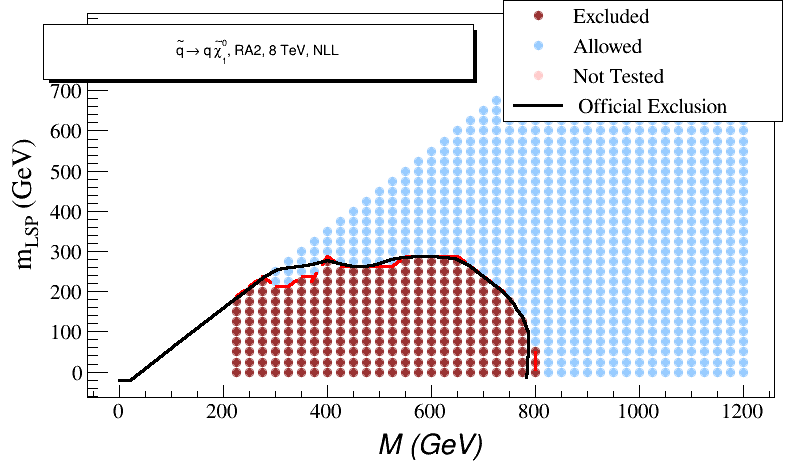 q̃ → q χ̃⁰₁, RA2, 8 TeV, NLL
Excluded
Allowed
Not Tested
Official Exclusion
m_LSP (GeV)
700
600
500
400
300
200
100
0
0 200 400 600 800 1000 1200
M (GeV)